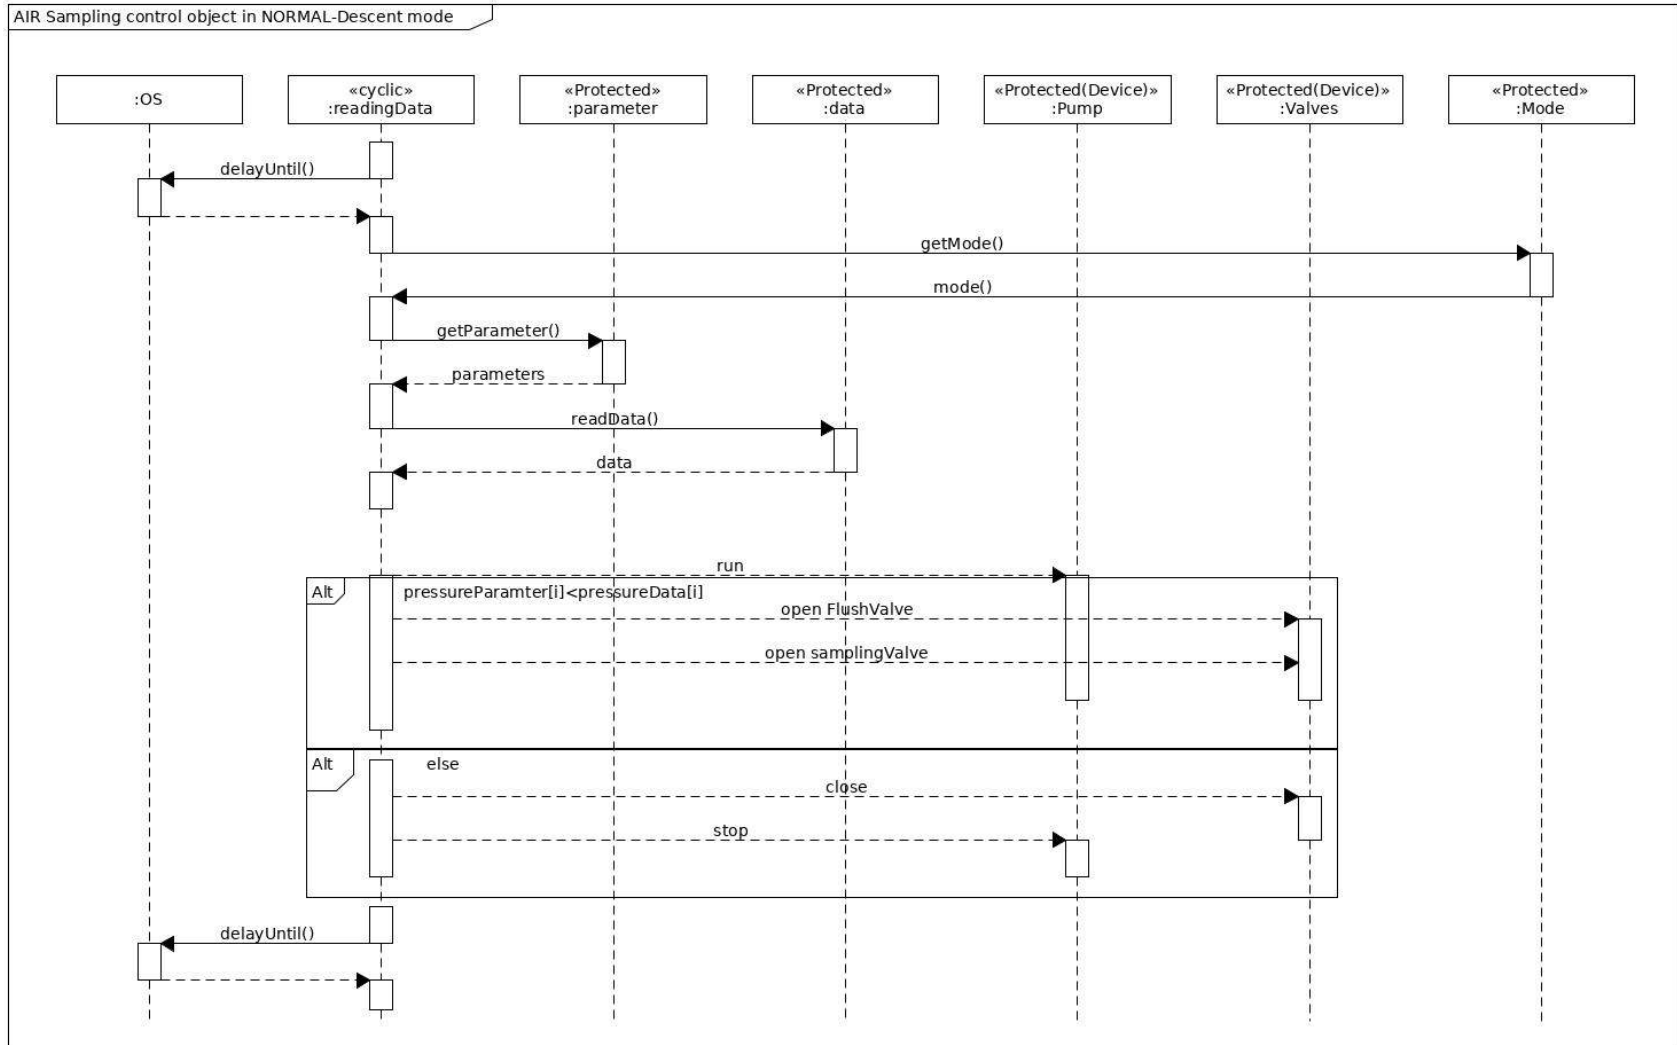 AIR Sampling control object in NORMAL-Descent mode
:OS
«cyclic»
:readingData
«Protected»
:parameter
«Protected»
:data
«Protected(Device)»
:Pump
«Protected(Device)»
:Valves
«Protected»
:Mode
delayUntil()
getMode()
mode()
getParameter()
parameters
readData()
data
run
Alt
pressureParamter[i]<pressureData[i]
open FlushValve
open samplingValve
Alt
else
close
stop
delayUntil()